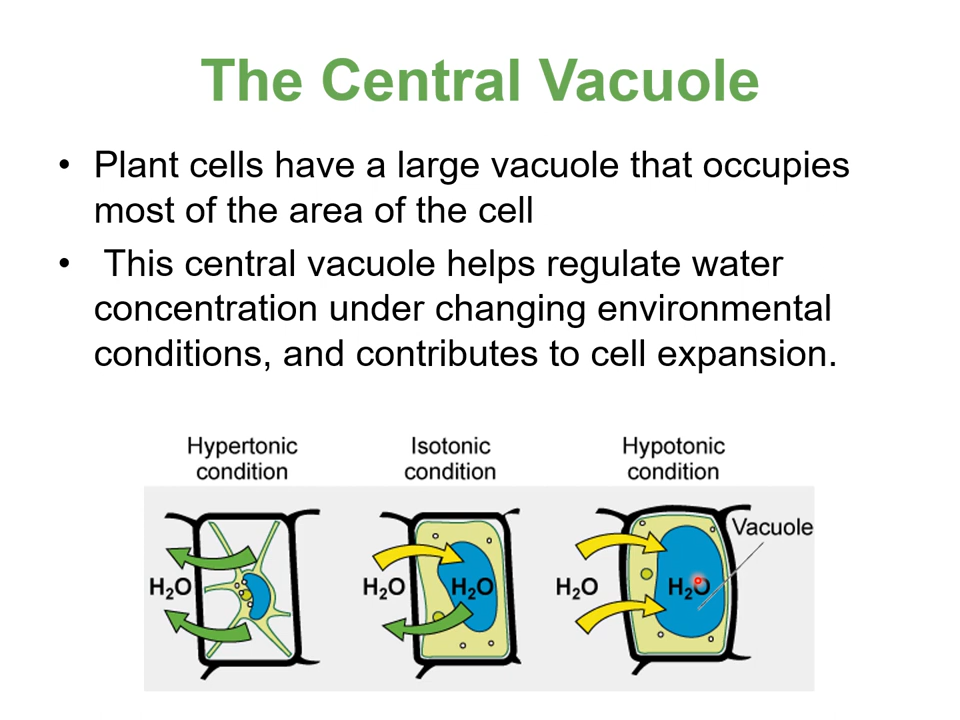 The Central Vacuole
• Plant cells have a large vacuole that occupies
most of the area of the cell
• This central vacuole helps regulate water
concentration under changing environmental
conditions, and contributes to cell expansion.
Hypertonic
condition
Isotonic
condition
Hypotonic
condition
Vacuole
H₂O
H₂O
H₂O
H₂O
H₂O